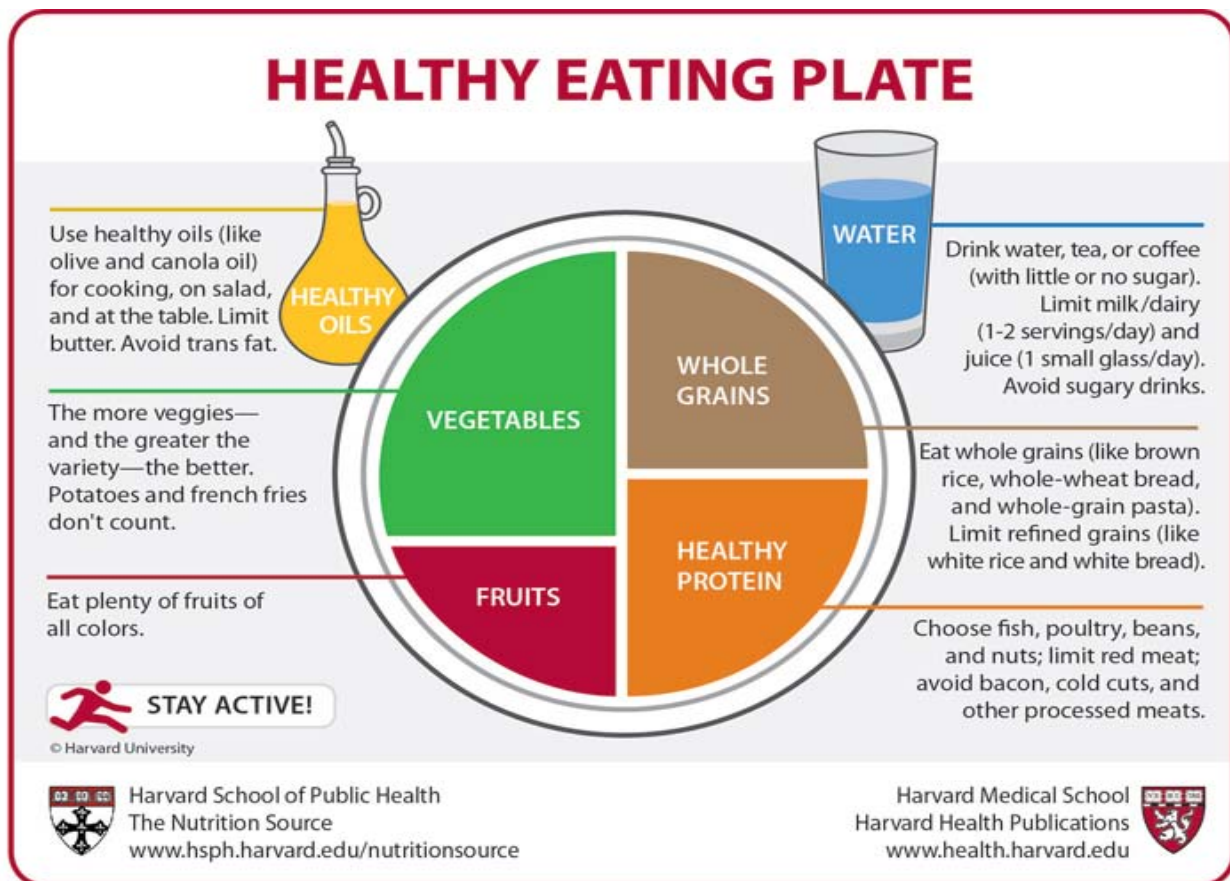 HEALTHY EATING PLATE
Use healthy oils (like
olive and canola oil)
for cooking, on salad,
and at the table. Limit
butter. Avoid trans fat.
HEALTHY
OILS
The more veggies—
and the greater the
variety—the better.
Potatoes and french fries
don't count.
Eat plenty of fruits of
all colors.
VEGETABLES
FRUITS
WHOLE
GRAINS
HEALTHY
PROTEIN
WATER
Drink water, tea, or coffee
(with little or no sugar).
Limit milk/dairy
(1-2 servings/day) and
juice (1 small glass/day).
Avoid sugary drinks.
Eat whole grains (like brown
rice, whole-wheat bread,
and whole-grain pasta).
Limit refined grains (like
white rice and white bread).
Choose fish, poultry, beans,
and nuts; limit red meat;
avoid bacon, cold cuts, and
other processed meats.
STAY ACTIVE!
© Harvard University
Harvard School of Public Health
The Nutrition Source
www.hsph.harvard.edu/nutritionsource
Harvard Medical School
Harvard Health Publications
www.health.harvard.edu